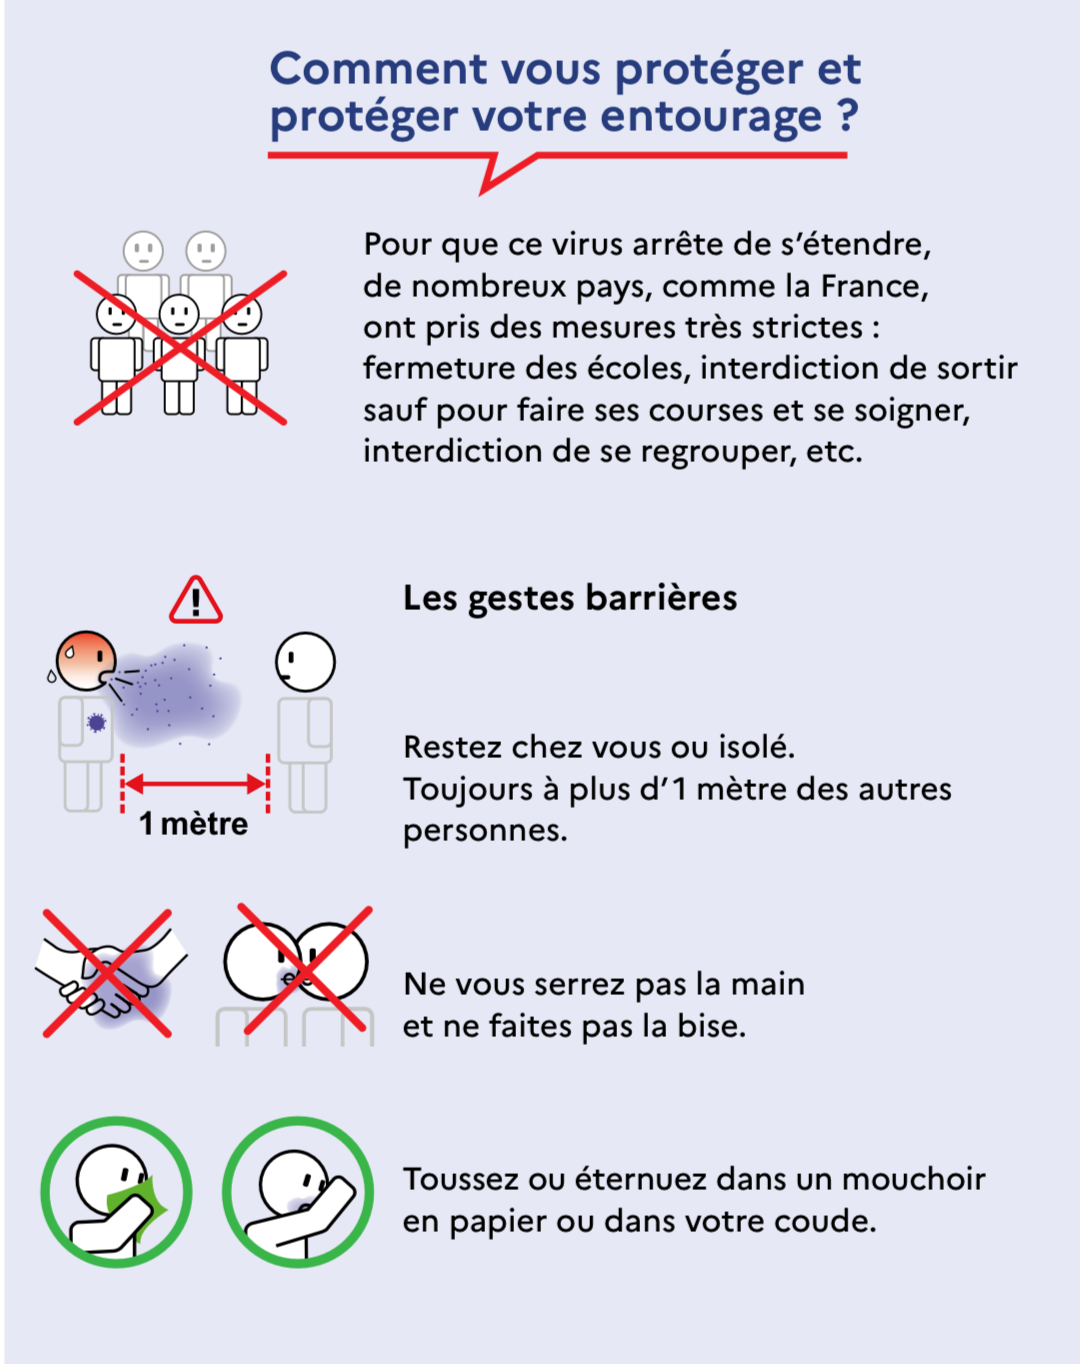 Comment vous protéger et
protéger votre entourage ?
Pour que ce virus arrête de s’étendre,
de nombreux pays, comme la France,
ont pris des mesures très strictes :
fermeture des écoles, interdiction de sortir
sauf pour faire ses courses et se soigner,
interdiction de se regrouper, etc.
!
Les gestes barrières
1 mètre
Restez chez vous ou isolé.
Toujours à plus d’1 mètre des autres
personnes.
Ne vous serrez pas la main
et ne faites pas la bise.
Toussez ou éternuez dans un mouchoir
en papier ou dans votre coude.